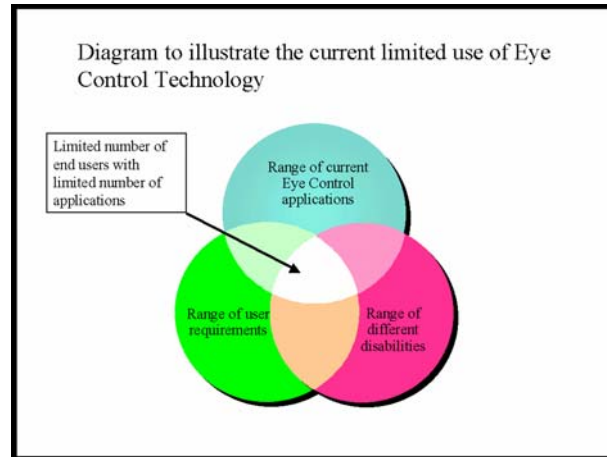 Diagram to illustrate the current limited use of Eye
Control Technology
Limited number of
end users with
limited number of
applications
Range of current
Eye Control
applications
Range of user
requirements
Range of
different
disabilities